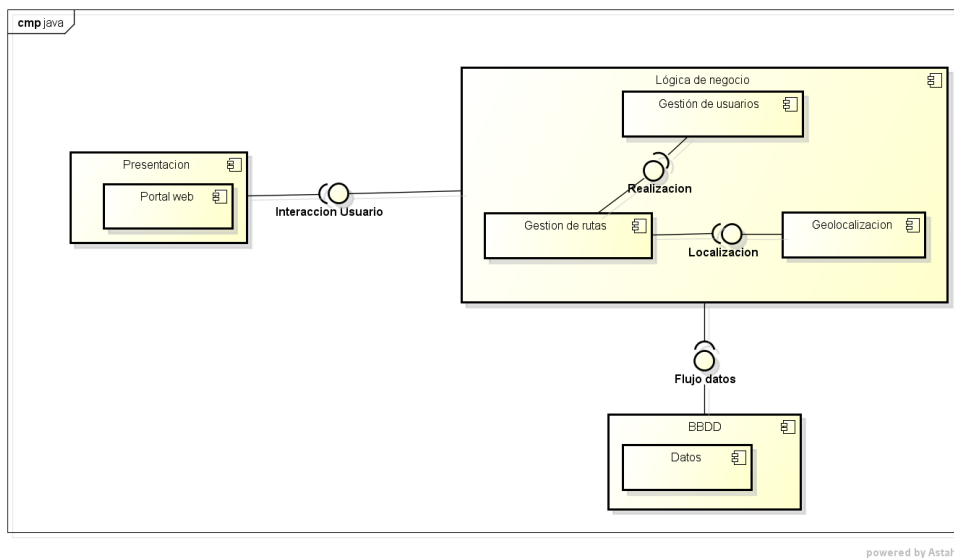 cmp java
Lógica de negocio
Gestión de usuarios
Presentacion
Portal web
Interaccion Usuario
Realizacion
Gestion de rutas
Geolocalizacion
Localizacion
Flujo datos
BBDD
Datos
powered by Astah